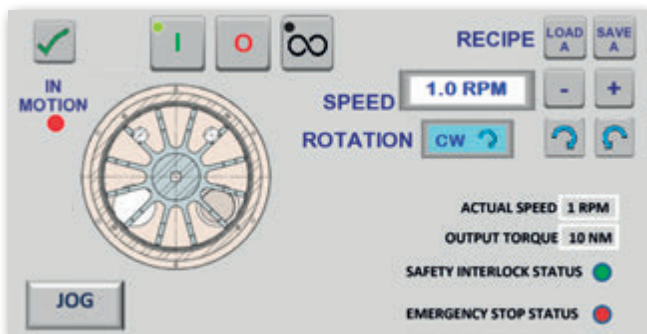 I
O
∞
RECIPE
LOAD
A
SAVE
A
IN
MOTION
SPEED
1.0 RPM
-
+
ROTATION
CW
ACTUAL SPEED 1 RPM
OUTPUT TORQUE 10 NM
SAFETY INTERLOCK STATUS
JOG
EMERGENCY STOP STATUS